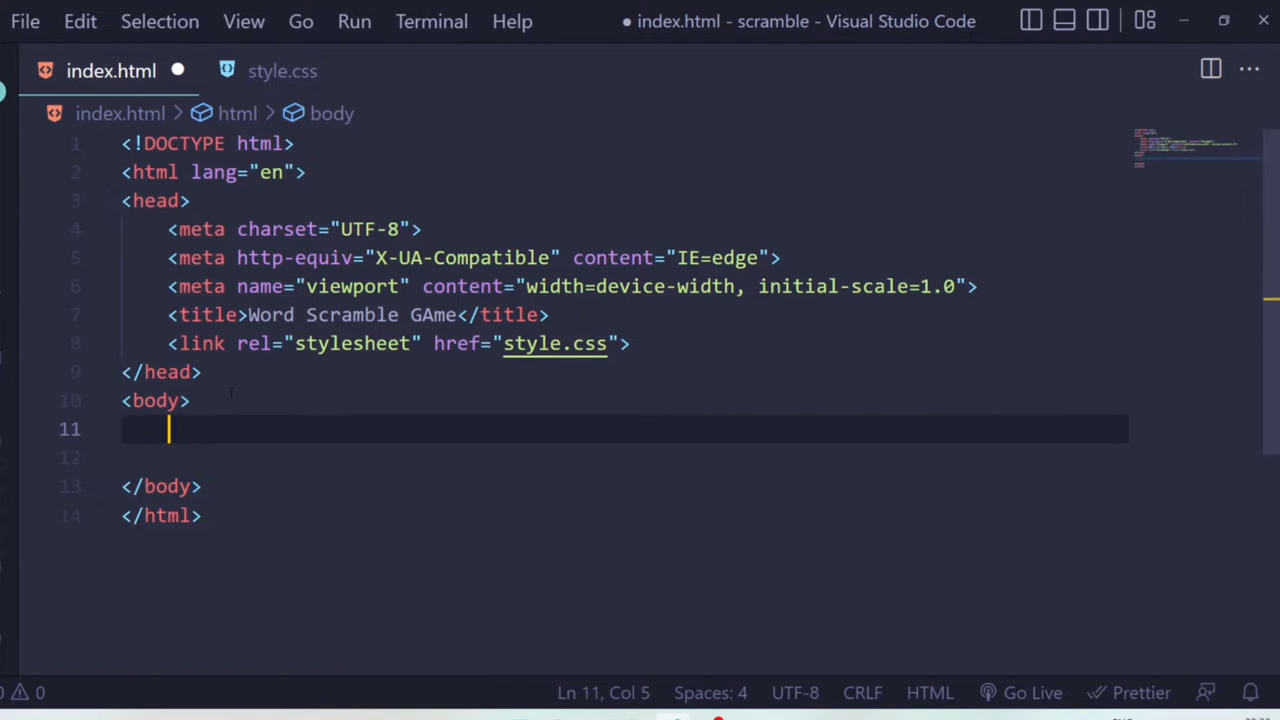 File Edit Selection View Go Run Terminal Help ● index.html - scramble - Visual Studio Code
index.html ● style.css
index.html > html > body
1 <!DOCTYPE html>
2 <html lang="en">
3 <head>
4 <meta charset="UTF-8">
5 <meta http-equiv="X-UA-Compatible" content="IE=edge">
6 <meta name="viewport" content="width=device-width, initial-scale=1.0">
7 <title>Word Scramble GAme</title>
8 <link rel="stylesheet" href="style.css">
9 </head>
10 <body>
11
12
13 </body>
14 </html>
0 Ln 11, Col 5 Spaces: 4 UTF-8 CRLF HTML Go Live Prettier